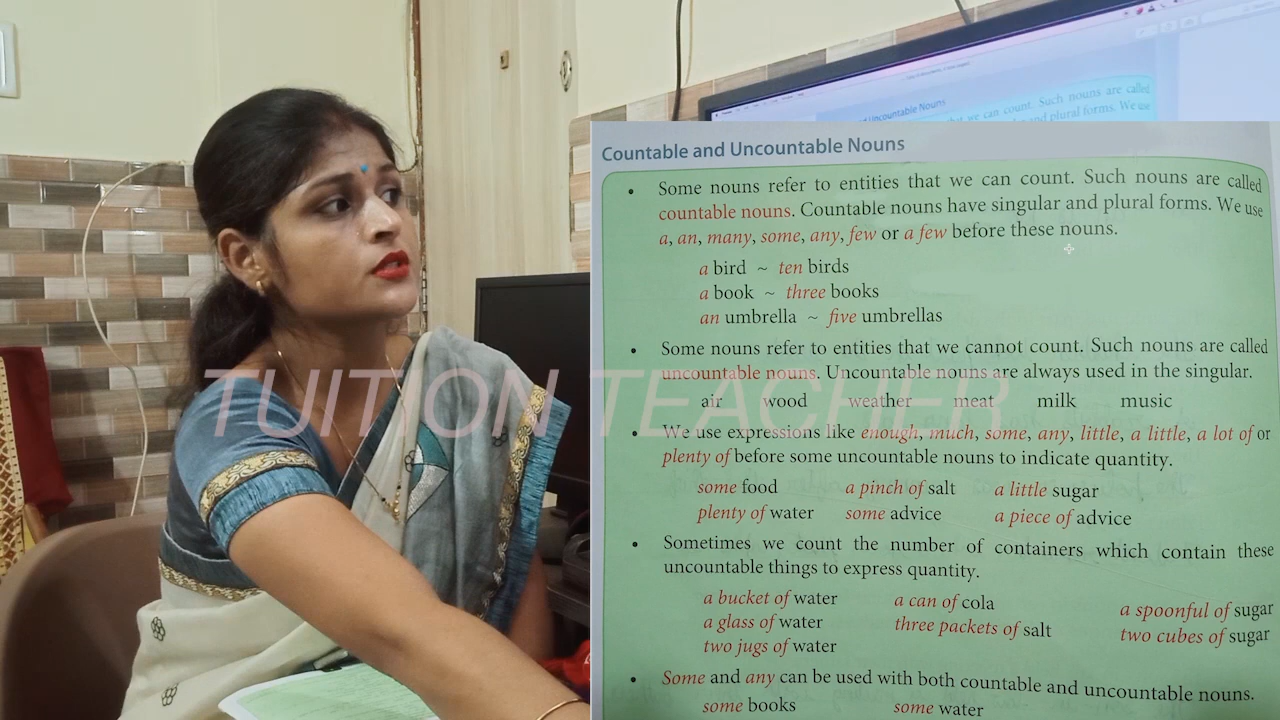 Countable and Uncountable Nouns
• Some nouns refer to entities that we can count. Such nouns are called
countable nouns. Countable nouns have singular and plural forms. We use
a, an, many, some, any, few or a few before these nouns.
a bird ~ ten birds
a book ~ three books
an umbrella ~ five umbrellas
• Some nouns refer to entities that we cannot count. Such nouns are called
uncountable nouns. Uncountable nouns are always used in the singular.
air wood weather meat milk music
TUITION TEACHER
• We use expressions like enough, much, some, any, little, a little, a lot of or
plenty of before some uncountable nouns to indicate quantity.
some food a pinch of salt a little sugar
plenty of water some advice a piece of advice
• Sometimes we count the number of containers which contain these
uncountable things to express quantity.
a bucket of water a can of cola a spoonful of sugar
a glass of water three packets of salt two cubes of sugar
two jugs of water
• Some and any can be used with both countable and uncountable nouns.
some books some water